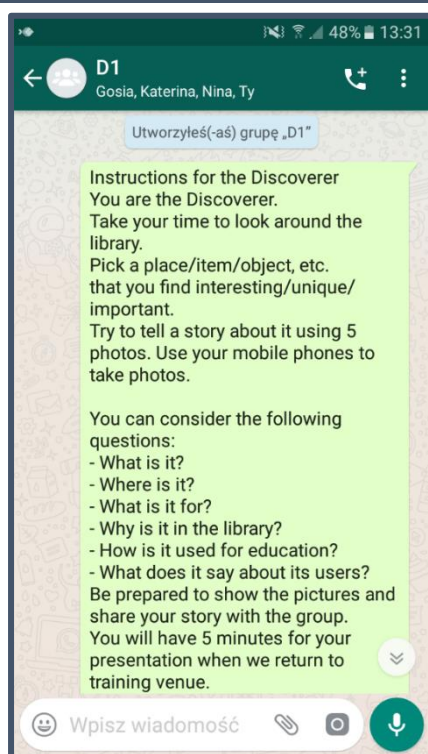 48% 13:31
D1
Gosia, Katerina, Nina, Ty
Utworzyłeś(-aś) grupę „D1”
Instructions for the Discoverer
You are the Discoverer.
Take your time to look around the
library.
Pick a place/item/object, etc.
that you find interesting/unique/
important.
Try to tell a story about it using 5
photos. Use your mobile phones to
take photos.
You can consider the following
questions:
- What is it?
- Where is it?
- What is it for?
- Why is it in the library?
- How is it used for education?
- What does it say about its users?
Be prepared to show the pictures and
share your story with the group.
You will have 5 minutes for your
presentation when we return to
training venue.
Wpisz wiadomość